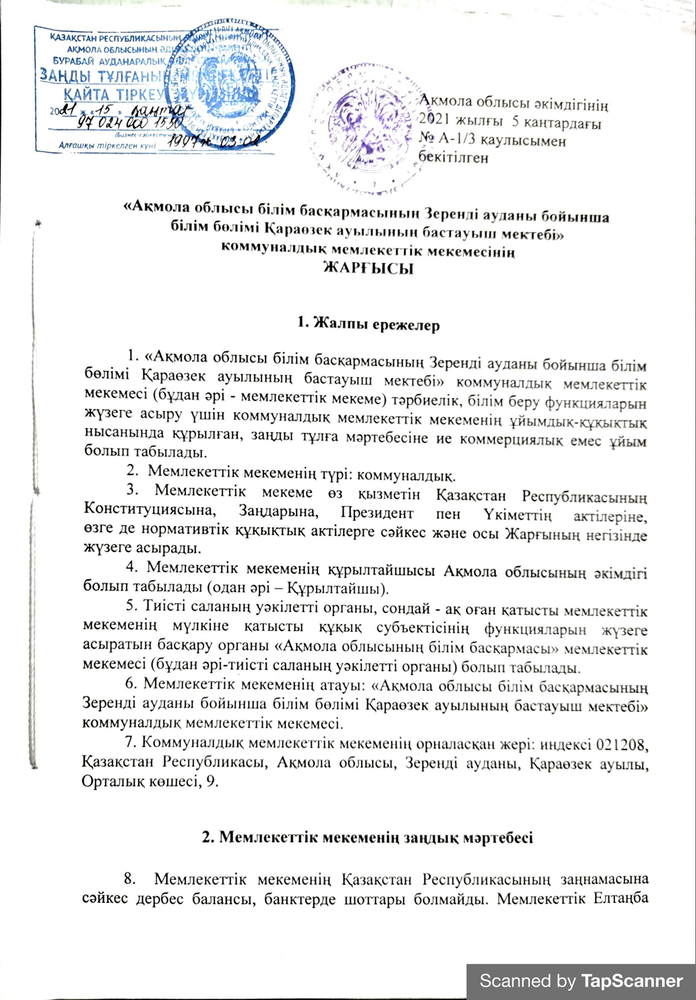 ҚАЗАҚСТАН РЕСПУБЛИКАСЫНЫҢ
АҚМОЛА ОБЛЫСЫНЫҢ ӘДІ
БУРАБАЙ АУДАНАРАЛЫҚ
ЗАҢДЫ ТҰЛҒАНЫ
ҚАЙТА ТІРКЕУ
2021 ж. «15» қаңтар
Алғашқы тіркелген күні 1997ж. 03.02
Ақмола облысы әкімдігінің
2021 жылғы 5 қаңтардағы
№ А-1/3 қаулысымен
бекітілген
«Ақмола облысы білім басқармасының Зеренді ауданы бойынша
білім бөлімі Қараөзек ауылының бастауыш мектебі»
коммуналдық мемлекеттік мекемесінің
ЖАРҒЫСЫ
1. Жалпы ережелер
1. «Ақмола облысы білім басқармасының Зеренді ауданы бойынша білім
бөлімі Қараөзек ауылының бастауыш мектебі» коммуналдық мемлекеттік
мекемесі (бұдан әрі - мемлекеттік мекеме) тәрбиелік, білім беру функцияларын
жүзеге асыру үшін коммуналдық мемлекеттік мекеменің ұйымдық-құқықтық
нысанында құрылған, заңды тұлға мәртебесіне ие коммерциялық емес ұйым
болып табылады.
2. Мемлекеттік мекеменің түрі: коммуналдық.
3. Мемлекеттік мекеме өз қызметін Қазақстан Республикасының
Конституциясына, Заңдарына, Президент пен Үкіметтің актілеріне,
өзге де нормативтік құқықтық актілерге сәйкес және осы Жарғының негізінде
жүзеге асырады.
4. Мемлекеттік мекеменің құрылтайшысы Ақмола облысының әкімдігі
болып табылады (одан әрі – Құрылтайшы).
5. Тиісті саланың уәкілетті органы, сондай - ақ оған қатысты мемлекеттік
мекеменің мүлкіне қатысты құқық субъектісінің функцияларын жүзеге
асыратын басқару органы «Ақмола облысының білім басқармасы» мемлекеттік
мекемесі (бұдан әрі-тиісті саланың уәкілетті органы) болып табылады.
6. Мемлекеттік мекеменің атауы: «Ақмола облысы білім басқармасының
Зеренді ауданы бойынша білім бөлімі Қараөзек ауылының бастауыш мектебі»
коммуналдық мемлекеттік мекемесі.
7. Коммуналдық мемлекеттік мекеменің орналасқан жері: индексі 021208,
Қазақстан Республикасы, Ақмола облысы, Зеренді ауданы, Қараөзек ауылы,
Орталық көшесі, 9.
2. Мемлекеттік мекеменің заңдық мәртебесі
8. Мемлекеттік мекеменің Қазақстан Республикасының заңнамасына
сәйкес дербес балансы, банктерде шоттары болмайды. Мемлекеттік Елтаңба
Scanned by TapScanner